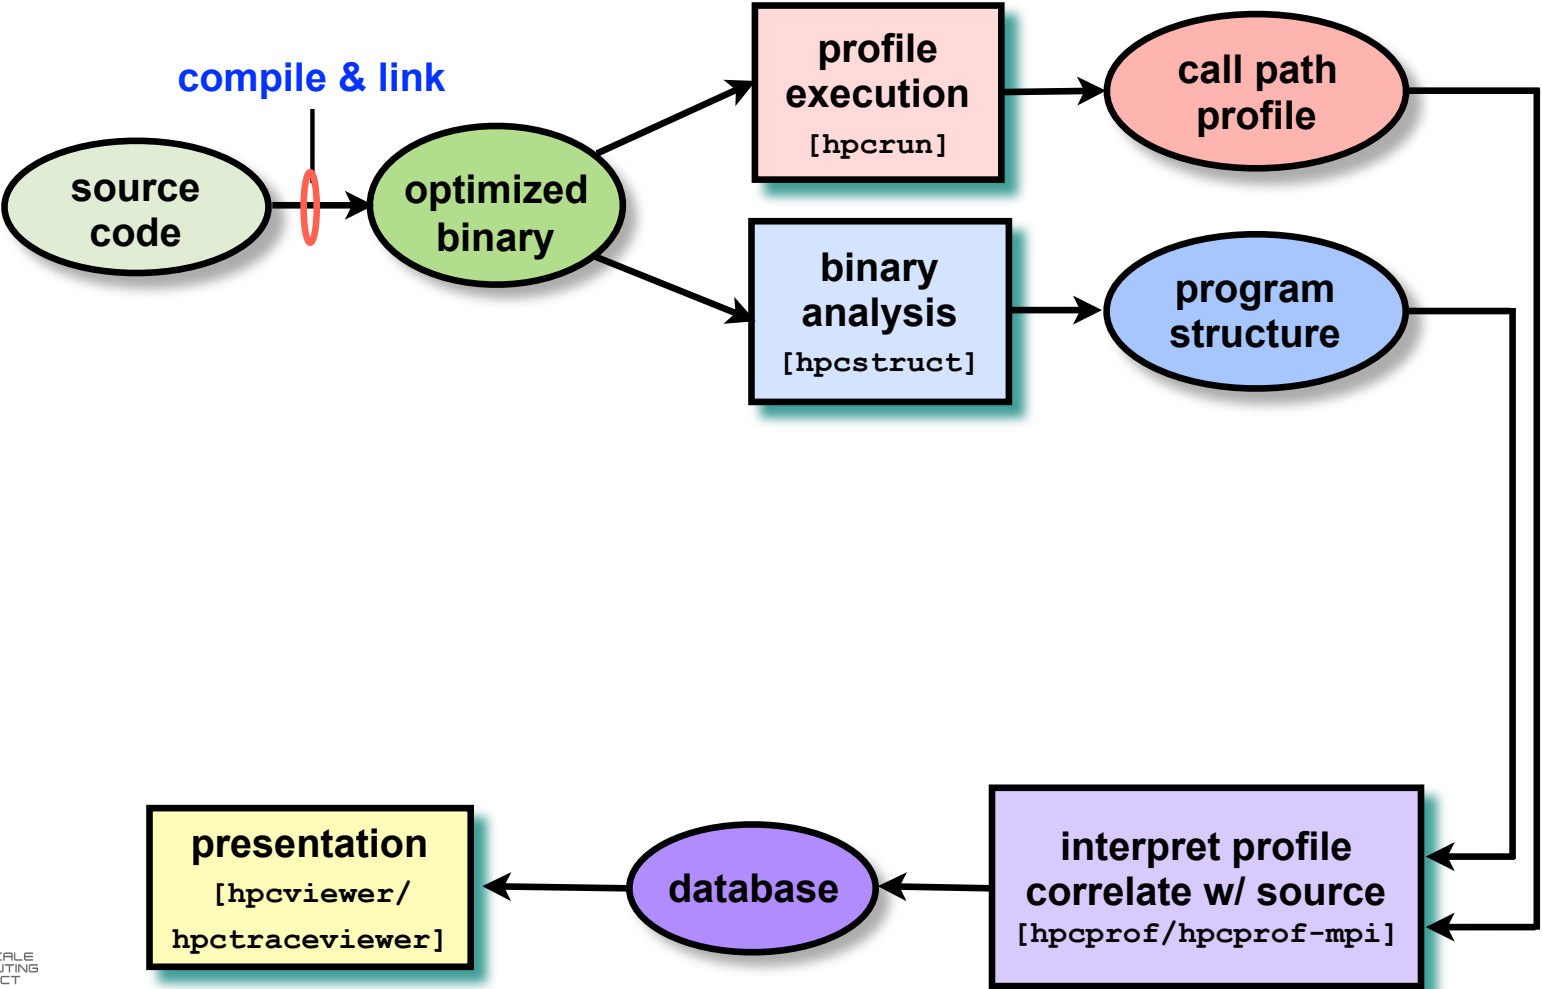 compile & link
source
code
optimized
binary
profile
execution
[hpcrun]
call path
profile
binary
analysis
[hpcstruct]
program
structure
interpret profile
correlate w/ source
[hpcprof/hpcprof-mpi]
database
presentation
[hpcviewer/
hpctraceviewer]